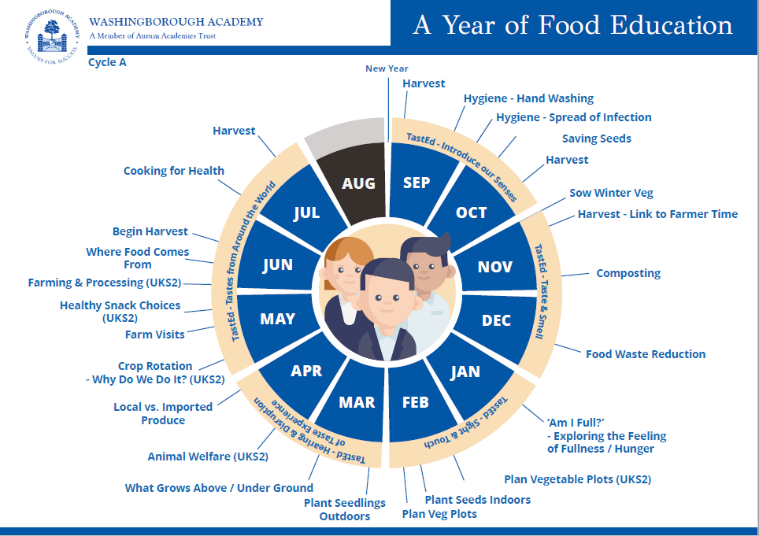 WASHINGBOROUGH ACADEMY
A Member of Aurum Academies Trust
WASHINGBOROUGH ACADEMY
VALUES FOR SUCCESS
A Year of Food Education
Cycle A
New Year
Harvest
Hygiene - Hand Washing
Hygiene - Spread of Infection
Saving Seeds
Harvest
Sow Winter Veg
Harvest - Link to Farmer Time
Composting
Food Waste Reduction
'Am I Full?'
- Exploring the Feeling
of Fullness / Hunger
Plan Vegetable Plots (UKS2)
Plant Seeds Indoors
Plan Veg Plots
Plant Seedlings
Outdoors
What Grows Above / Under Ground
Animal Welfare (UKS2)
Local vs. Imported
Produce
Crop Rotation
- Why Do We Do It? (UKS2)
Farm Visits
Healthy Snack Choices
(UKS2)
Farming & Processing (UKS2)
Where Food Comes
From
Begin Harvest
Cooking for Health
Harvest
TastEd - Introduce our Senses
TastEd - Taste & Smell
TastEd - Sight & Touch
TastEd - Hearing & Disruption
of Taste Experience
TastEd - Tastes from Around the World
SEP
OCT
NOV
DEC
JAN
FEB
MAR
APR
MAY
JUN
JUL
AUG